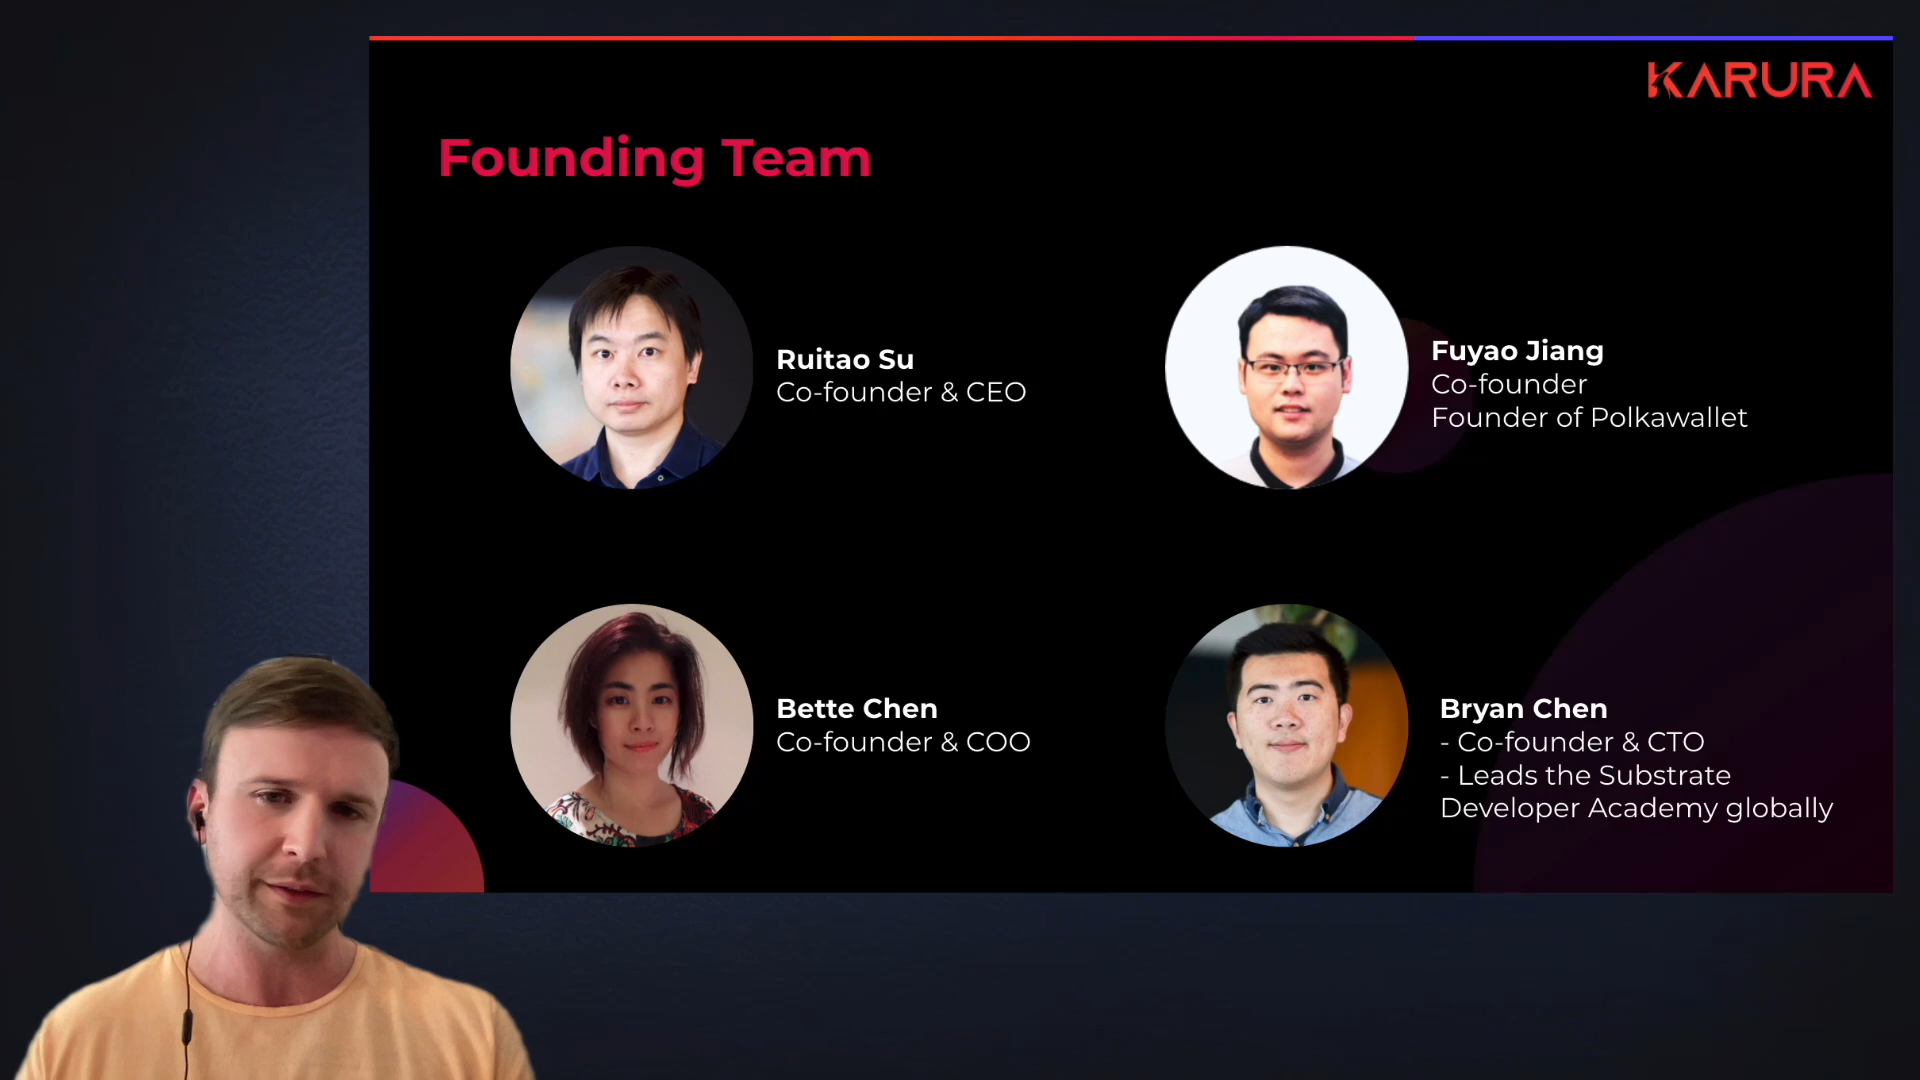 KARURA
Founding Team
Ruitao Su
Co-founder & CEO
Fuyao Jiang
Co-founder
Founder of Polkawallet
Bette Chen
Co-founder & COO
Bryan Chen
- Co-founder & CTO
- Leads the Substrate
Developer Academy globally